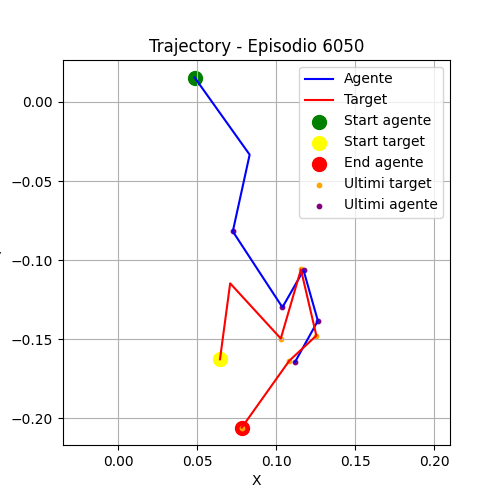 Trajectory - Episodio 6050
Agente
Target
Start agente
Start target
End agente
Ultimi target
Ultimi agente
0.00
−0.05
−0.10
−0.15
−0.20
0.00
0.05
0.10
0.15
0.20
X